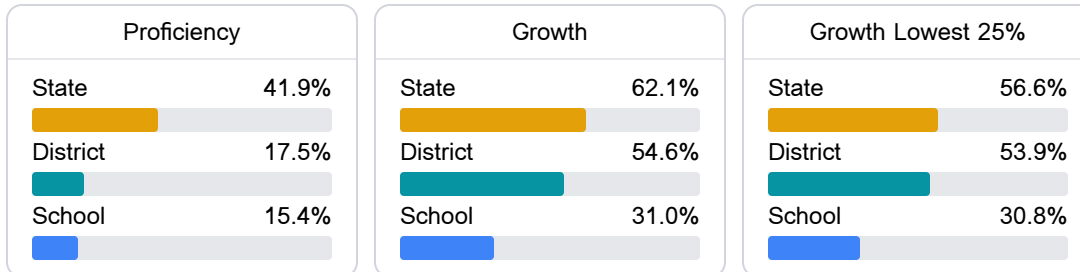 Proficiency
State 41.9%
District 17.5%
School 15.4%
Growth
State 62.1%
District 54.6%
School 31.0%
Growth Lowest 25%
State 56.6%
District 53.9%
School 30.8%